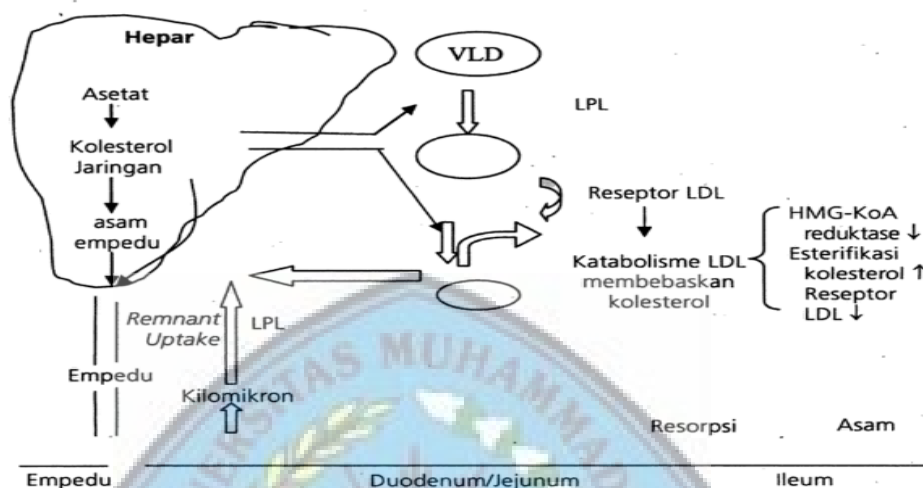 Hepar
VLD
Asetat
LPL
Kolesterol
Jaringan
Reseptor LDL
asam
empedu
HMG-KoA
reduktase ↓
Esterifikasi
kolesterol ↑
Reseptor
LDL ↓
Katabolisme LDL
membebaskan
kolesterol
Remnant
Uptake
LPL
Empedu
Kilomikron
Resorpsi
Asam
Empedu
Duodenum/Jejunum
Ileum